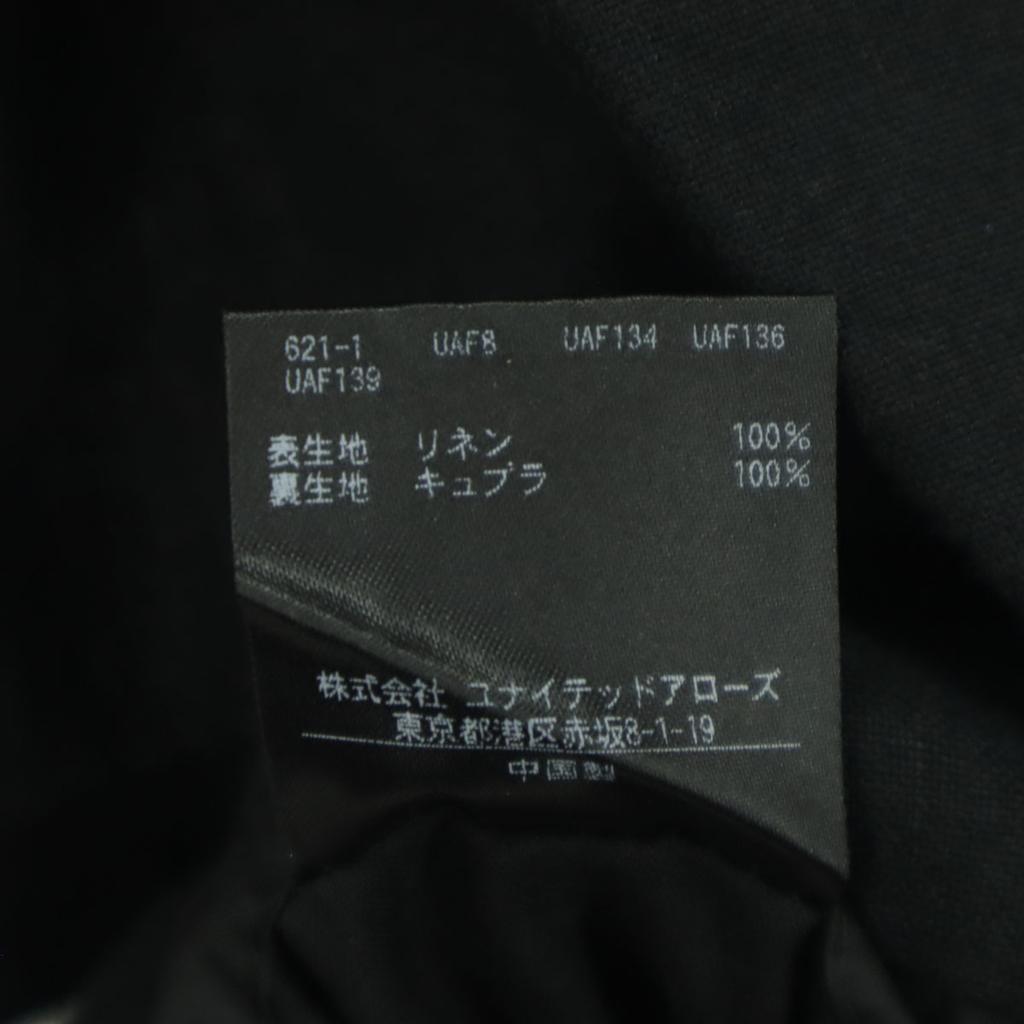 621-1 UAF8 UAF134 UAF136
UAF139
表生地 リネン 100%
裏生地 キュプラ 100%
株式会社 ユナイテッドアローズ
東京都港区赤坂8-1-19
中国製